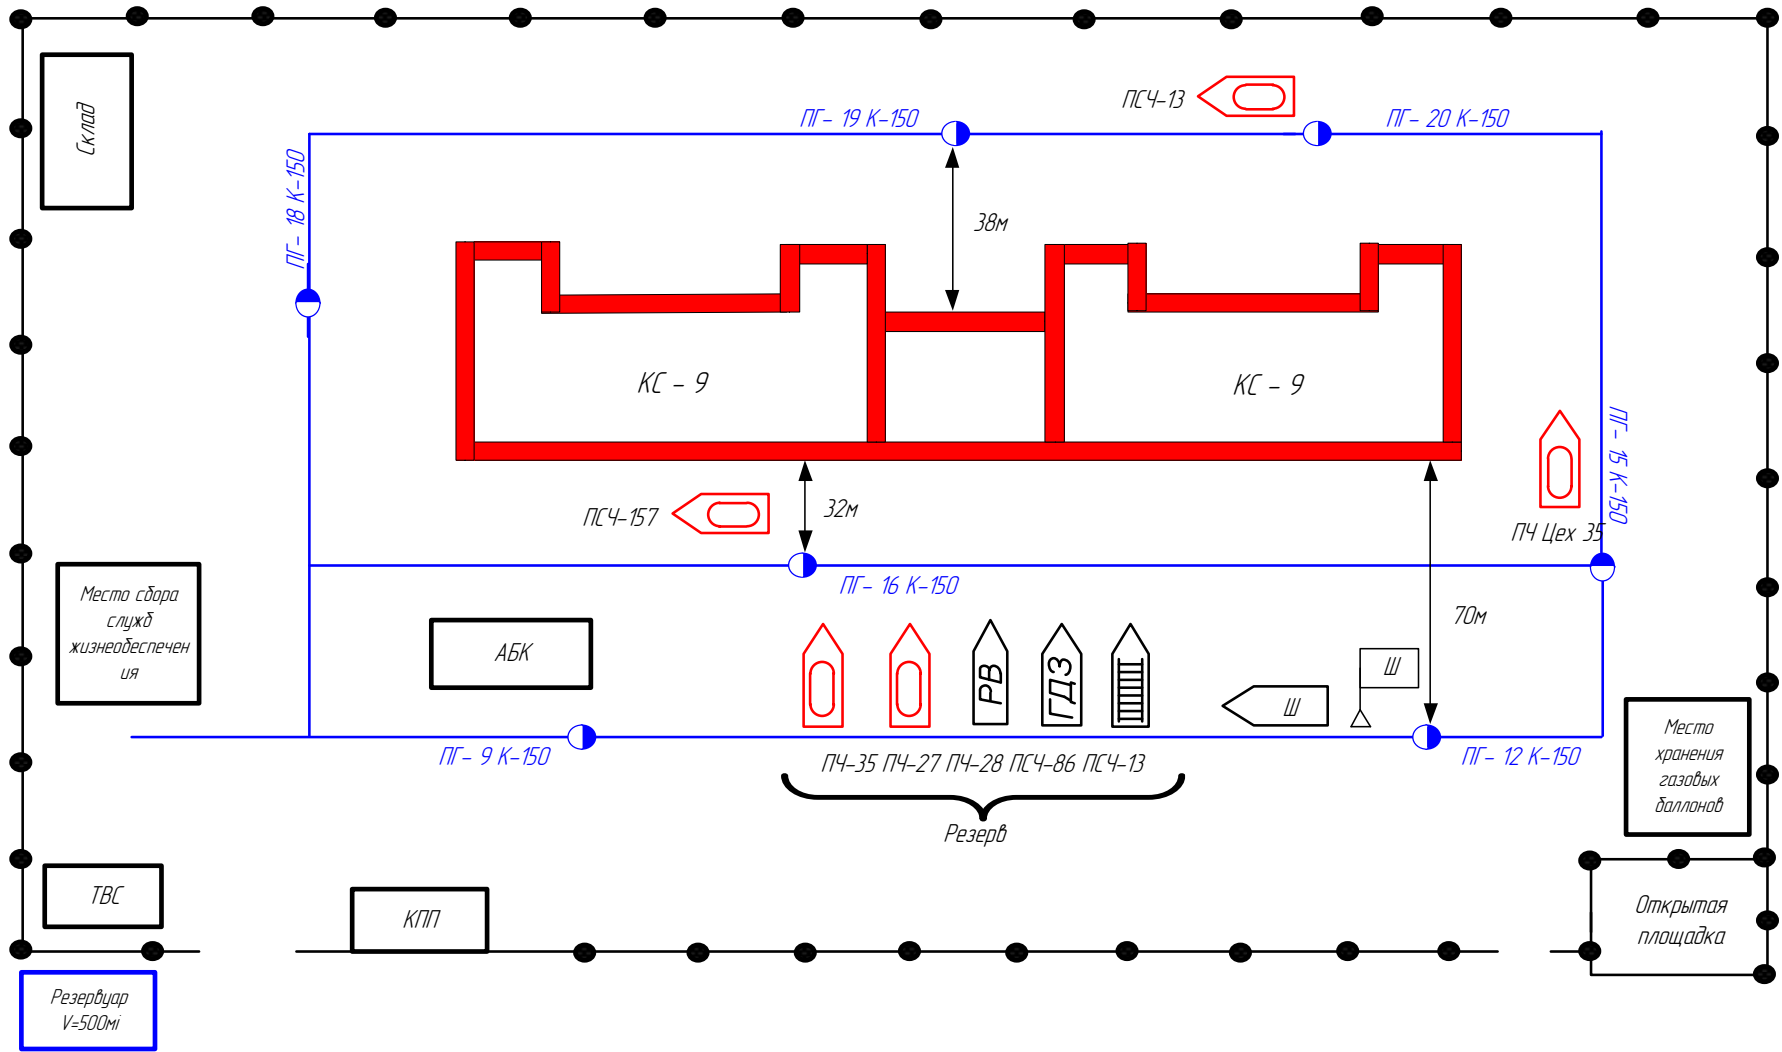 ПСЧ-13
ПГ- 19 К-150
ПГ- 20 К-150
Склад
ПГ- 18 К-150
38м
КС - 9
КС - 9
ПГ- 15 К-150
ПСЧ-157
32м
ПЧ Цех 35
ПГ- 16 К-150
Место сбора
служб
жизнеобеспечен
ия
АБК
РВ
ГДЗ
Ш
Ш
70м
ПГ- 9 К-150
ПЧ-35 ПЧ-27 ПЧ-28 ПСЧ-86 ПСЧ-13
ПГ- 12 К-150
Резерв
Место
хранения
газовых
баллонов
ТВС
КПП
Открытая
площадка
Резервуар
V=500мі